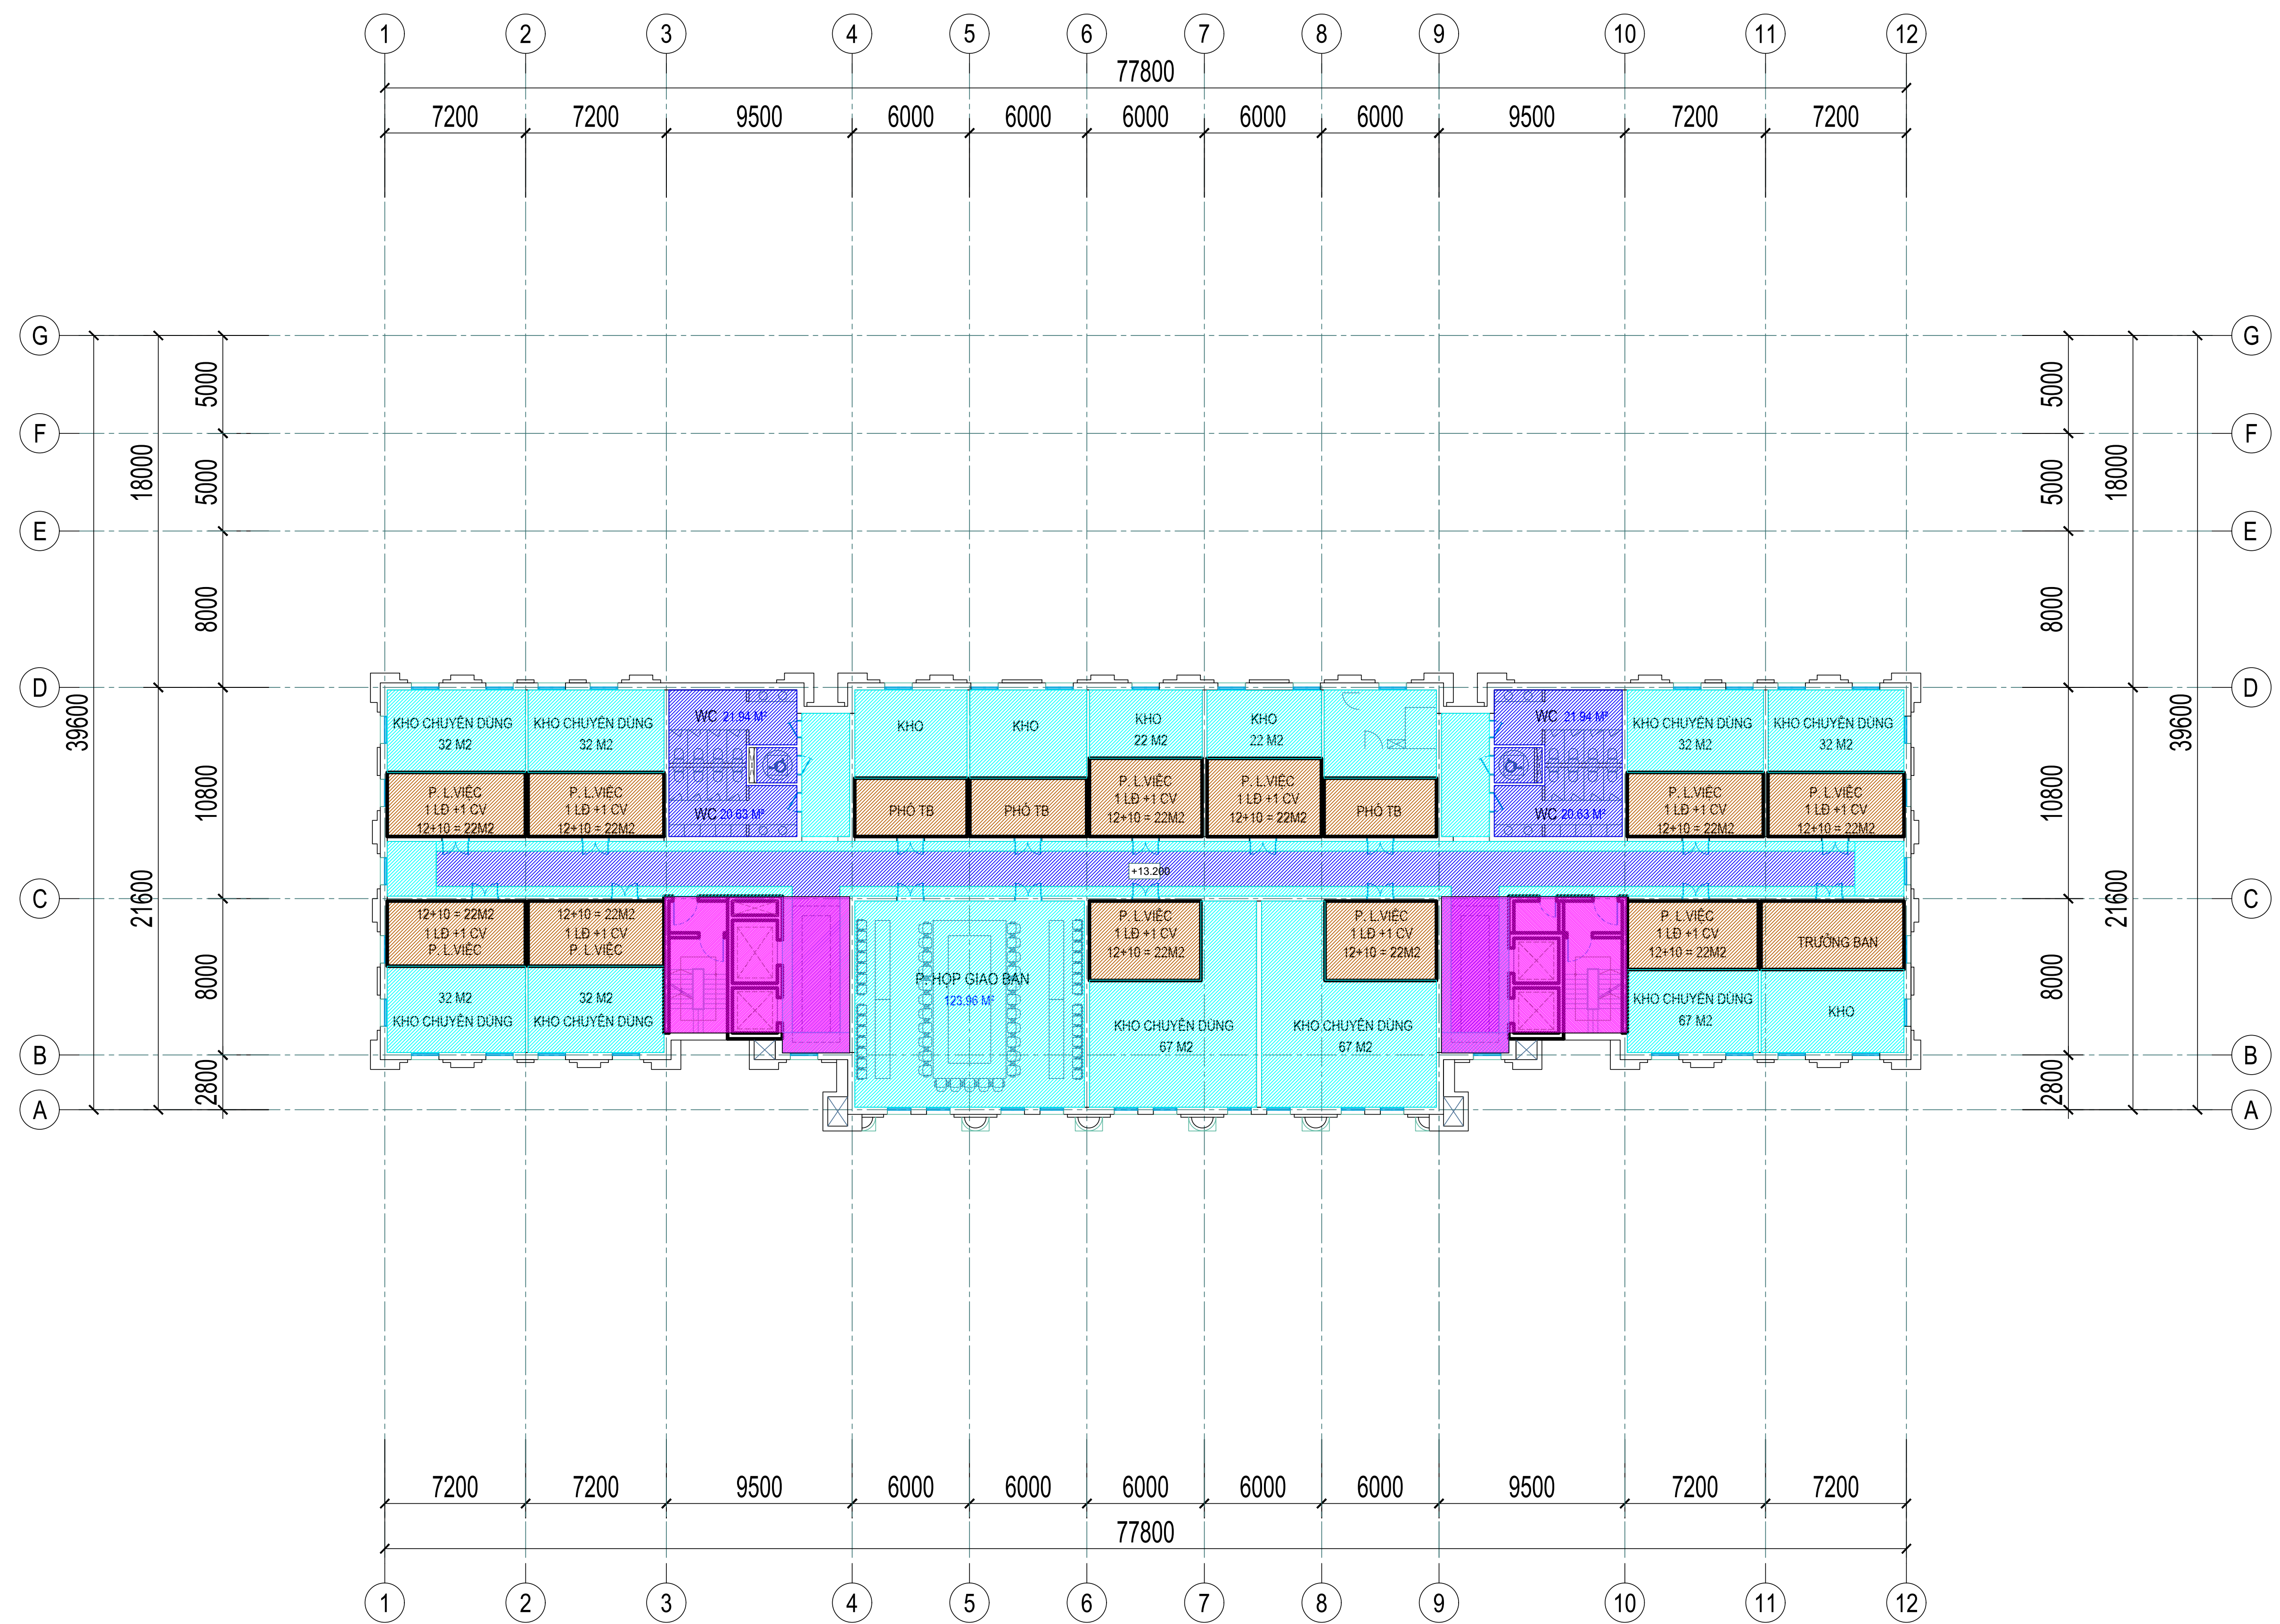 1 2 3 4 5 6 7 8 9 10 11 12
77800
7200 7200 9500 6000 6000 6000 6000 6000 9500 7200 7200
G G
5000 5000
F F
18000 18000
5000 5000
E E
8000 8000
D D
39600 39600
KHO CHUYÊN DÙNG KHO CHUYÊN DÙNG WC 21.94 M² KHO KHO KHO KHO WC 21.94 M² KHO CHUYÊN DÙNG KHO CHUYÊN DÙNG
32 M2 32 M2 22 M2 22 M2 32 M2 32 M2
10800 10800
P. L.VIỆC P. L.VIỆC P. L.VIỆC P. L.VIỆC P. L.VIỆC P. L.VIỆC
1 LĐ +1 CV 1 LĐ +1 CV 1 LĐ +1 CV 1 LĐ +1 CV 1 LĐ +1 CV 1 LĐ +1 CV
12+10 = 22M2 12+10 = 22M2 12+10 = 22M2 12+10 = 22M2 12+10 = 22M2 12+10 = 22M2
WC 20.63 M² PHÓ TB PHÓ TB PHÓ TB WC 20.63 M²
+13.200
21600 21600
C C
12+10 = 22M2 12+10 = 22M2 P. L.VIỆC P. L.VIỆC P. L.VIỆC
1 LĐ +1 CV 1 LĐ +1 CV 1 LĐ +1 CV 1 LĐ +1 CV 1 LĐ +1 CV
P. L.VIỆC P. L.VIỆC 12+10 = 22M2 12+10 = 22M2 12+10 = 22M2 TRƯỞNG BAN
8000 8000
P. HỌP GIAO BAN
123.96 M²
32 M2 32 M2 KHO CHUYÊN DÙNG KHO
KHO CHUYÊN DÙNG KHO CHUYÊN DÙNG 67 M2
KHO CHUYÊN DÙNG KHO CHUYÊN DÙNG
67 M2 67 M2
B B
2800 2800
A A
7200 7200 9500 6000 6000 6000 6000 6000 9500 7200 7200
77800
1 2 3 4 5 6 7 8 9 10 11 12